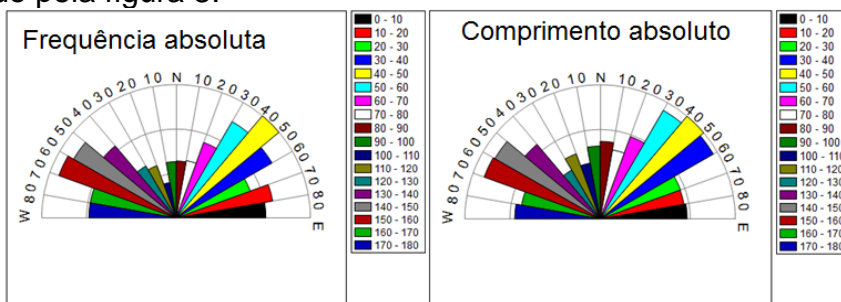 pela figura
Frequência absoluta
W 80 70 60 50 40 30 20 10 N 10 20 30 40 50 60 70 80 E
0 - 10
10 - 20
20 - 30
30 - 40
40 - 50
50 - 60
60 - 70
70 - 80
80 - 90
90 - 100
100 - 110
110 - 120
120 - 130
130 - 140
140 - 150
150 - 160
160 - 170
170 - 180
Comprimento absoluto
W 80 70 60 50 40 30 20 10 N 10 20 30 40 50 60 70 80 E
0 - 10
10 - 20
20 - 30
30 - 40
40 - 50
50 - 60
60 - 70
70 - 80
80 - 90
90 - 100
100 - 110
110 - 120
120 - 130
130 - 140
140 - 150
150 - 160
160 - 170
170 - 180